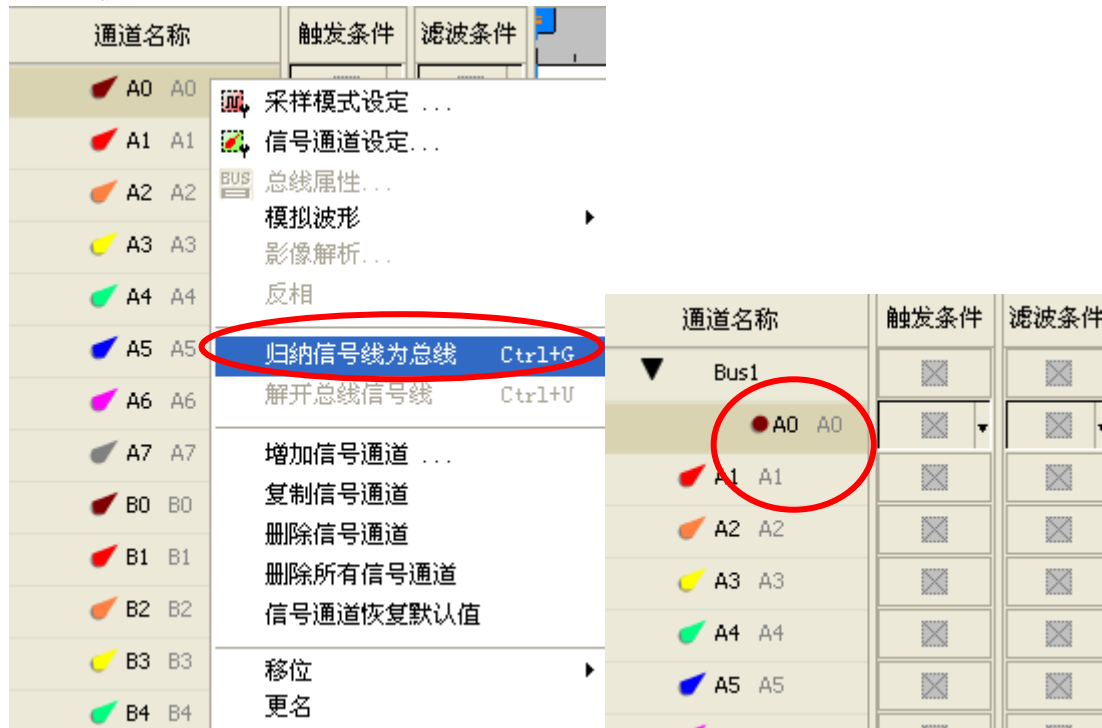 通道名称 触发条件 滤波条件
A0 A0
A1 A1
A2 A2
A3 A3
A4 A4
A5 A5
A6 A6
A7 A7
B0 B0
B1 B1
B2 B2
B3 B3
B4 B4
采样模式设定 ...
信号通道设定...
BUS 总线属性...
模拟波形
影像解析...
反相
归纳信号线为总线 Ctrl+G
解开总线信号线 Ctrl+U
增加信号通道 ...
复制信号通道
删除信号通道
删除所有信号通道
信号通道恢复默认值
移位
更名
通道名称 触发条件 滤波条件
Bus1
A0 A0
A1 A1
A2 A2
A3 A3
A4 A4
A5 A5